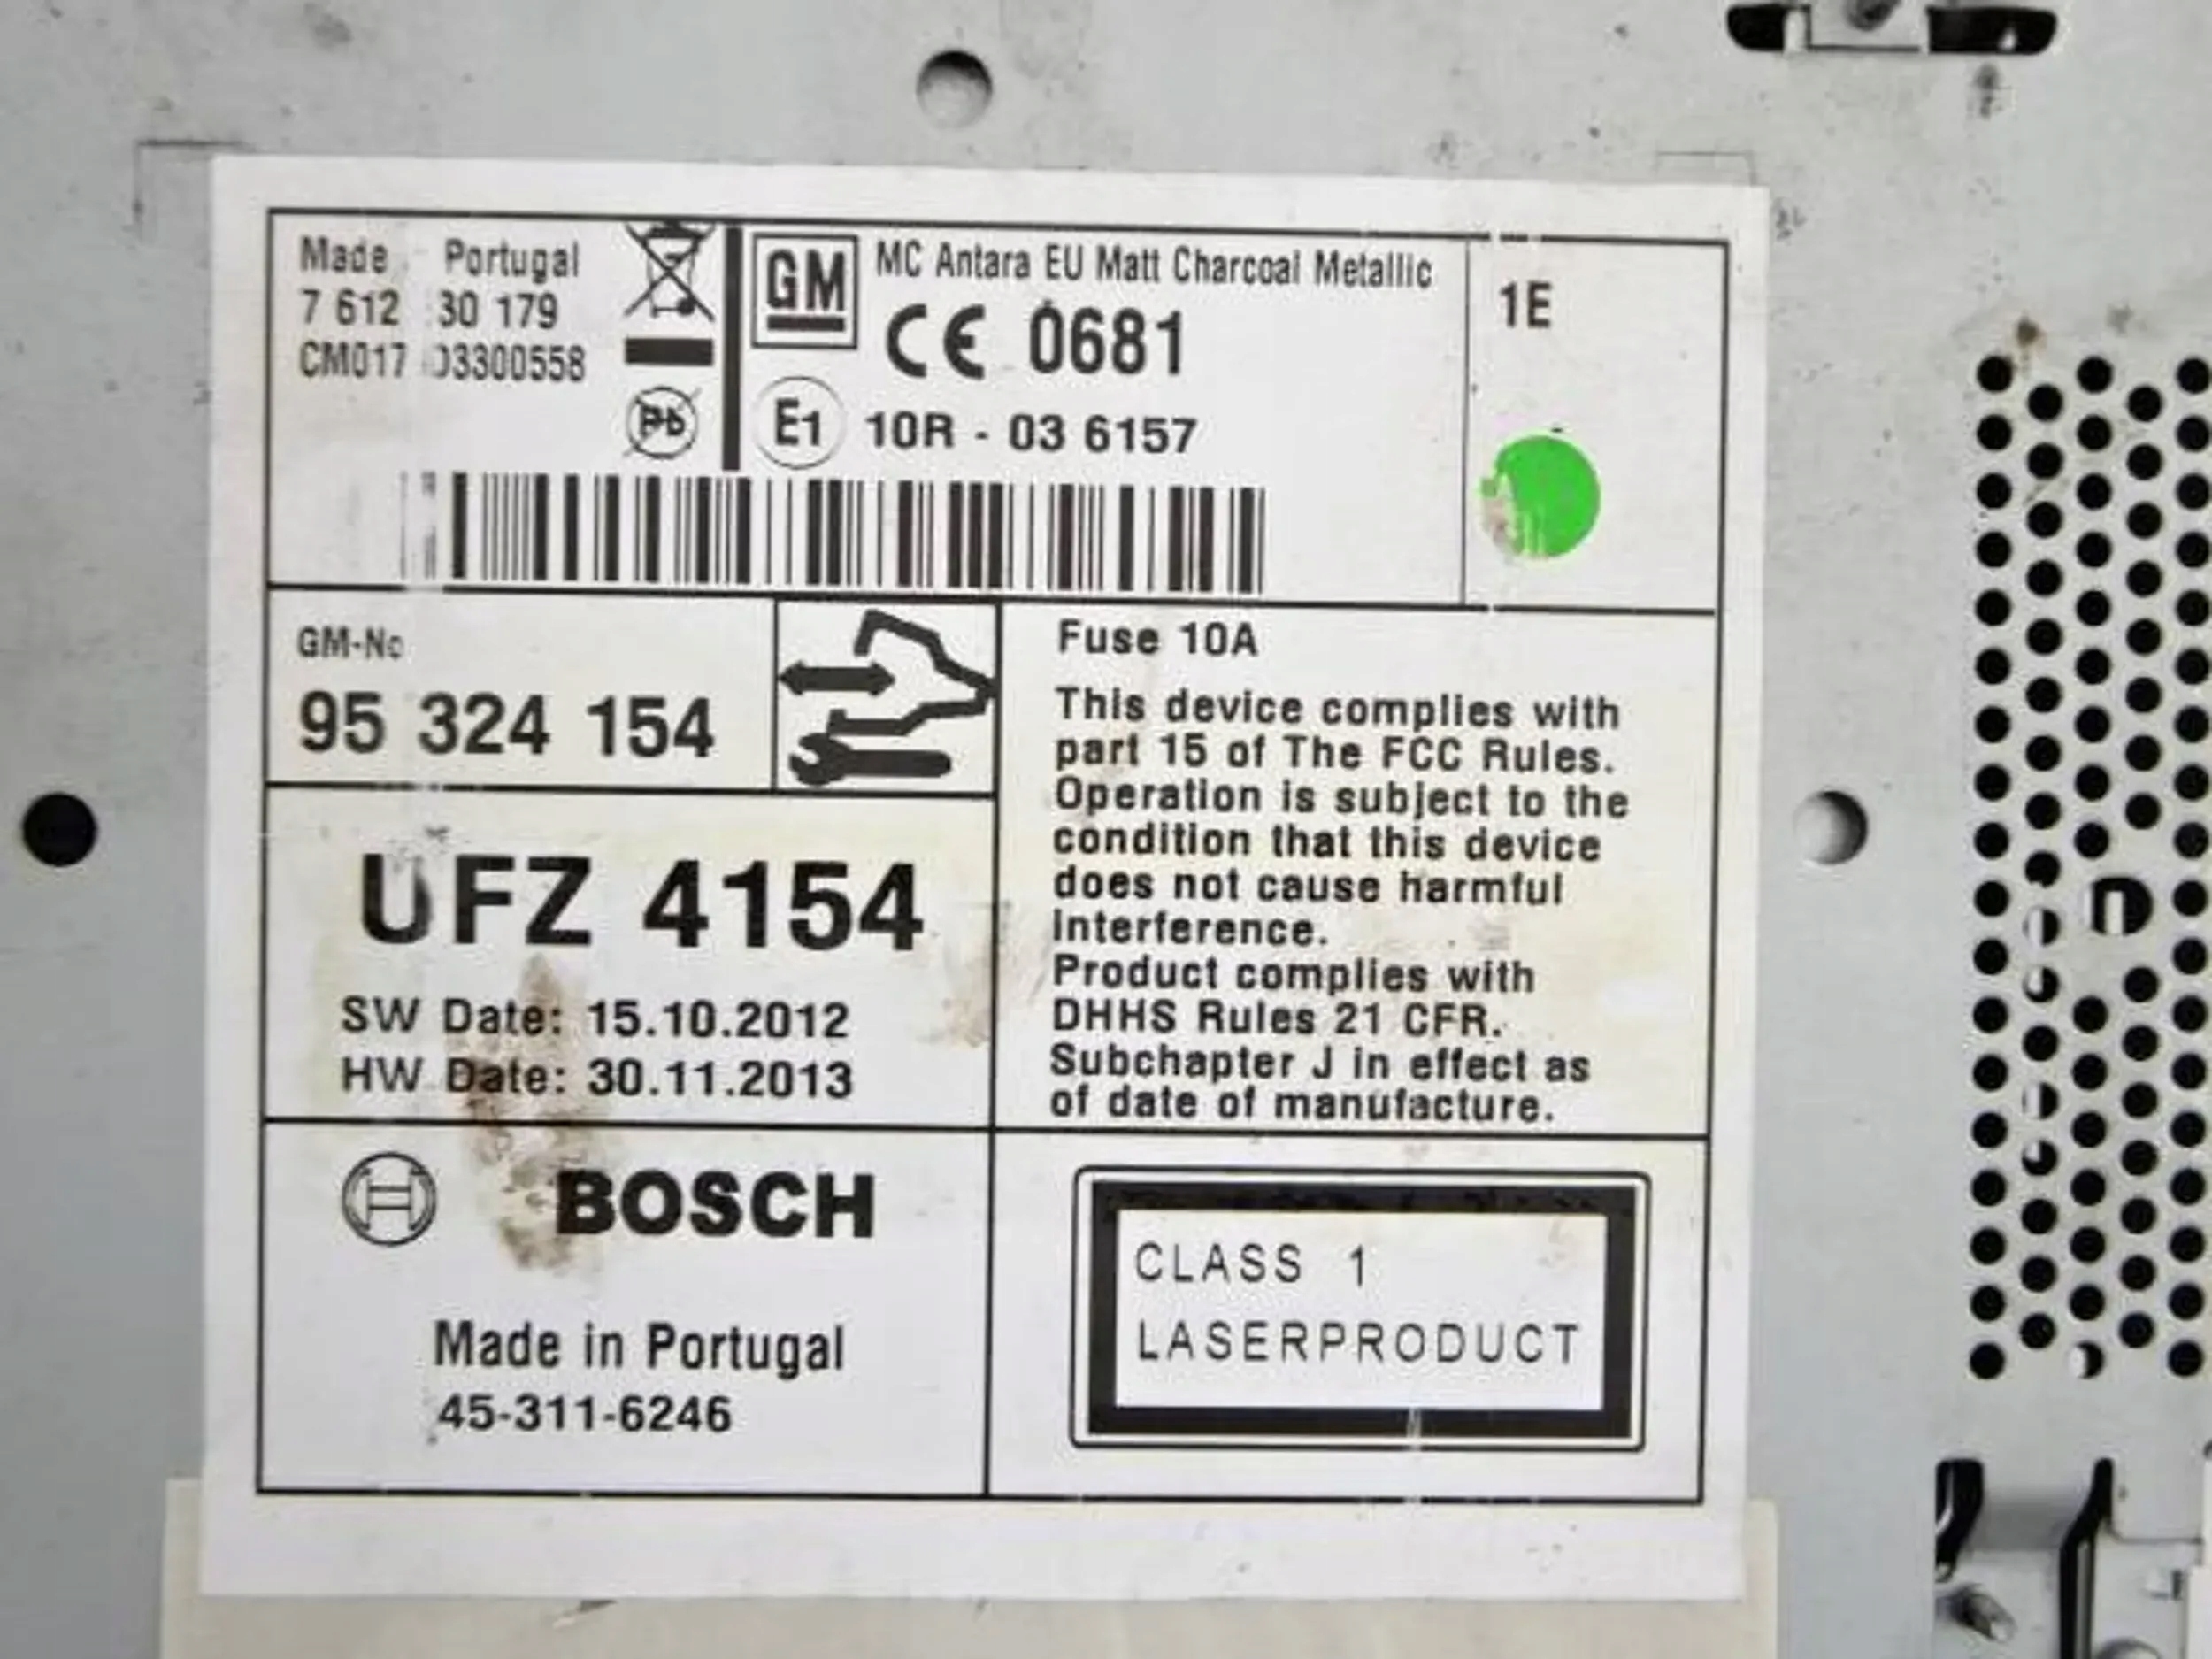 Made Portugal
7 612 30 179
CM017 03300558
Pb
GM
MC Antara EU Matt Charcoal Metallic
CE 0681
E1 10R - 03 6157
1E
GM-No
95 324 154
UFZ 4154
SW Date: 15.10.2012
HW Date: 30.11.2013
Fuse 10A
This device complies with
part 15 of The FCC Rules.
Operation is subject to the
condition that this device
does not cause harmful
interference.
Product complies with
DHHS Rules 21 CFR.
Subchapter J in effect as
of date of manufacture.
BOSCH
Made in Portugal
45-311-6246
CLASS 1
LASERPRODUCT